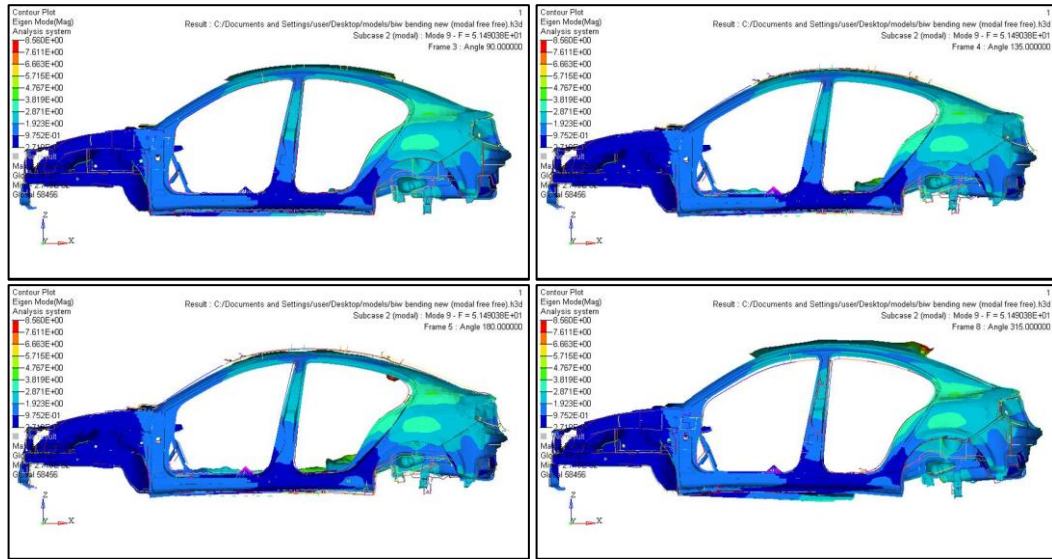 Contour Plot
Eigen Mode(Mag)
Analysis system
8.560E+00
7.611E+00
6.663E+00
5.715E+00
4.767E+00
3.819E+00
2.871E+00
1.923E+00
9.752E-01
Global 58456
1
Result : C:/Documents and Settings/user/Desktop/models/biw bending new (modal free free).h3d
Subcase 2 (modal) : Mode 9 - F = 5.149038E+01
Frame 3 : Angle 90.000000
Z
Y
X
Contour Plot
Eigen Mode(Mag)
Analysis system
8.560E+00
7.611E+00
6.663E+00
5.715E+00
4.767E+00
3.819E+00
2.871E+00
1.923E+00
9.752E-01
Global 58456
1
Result : C:/Documents and Settings/user/Desktop/models/biw bending new (modal free free).h3d
Subcase 2 (modal) : Mode 9 - F = 5.149038E+01
Frame 4 : Angle 135.000000
Z
Y
X
Contour Plot
Eigen Mode(Mag)
Analysis system
8.560E+00
7.611E+00
6.663E+00
5.715E+00
4.767E+00
3.819E+00
2.871E+00
1.923E+00
9.752E-01
Global 58456
1
Result : C:/Documents and Settings/user/Desktop/models/biw bending new (modal free free).h3d
Subcase 2 (modal) : Mode 9 - F = 5.149038E+01
Frame 5 : Angle 180.000000
Z
Y
X
Contour Plot
Eigen Mode(Mag)
Analysis system
8.560E+00
7.611E+00
6.663E+00
5.715E+00
4.767E+00
3.819E+00
2.871E+00
1.923E+00
9.752E-01
Global 58456
1
Result : C:/Documents and Settings/user/Desktop/models/biw bending new (modal free free).h3d
Subcase 2 (modal) : Mode 9 - F = 5.149038E+01
Frame 8 : Angle 315.000000
Z
Y
X